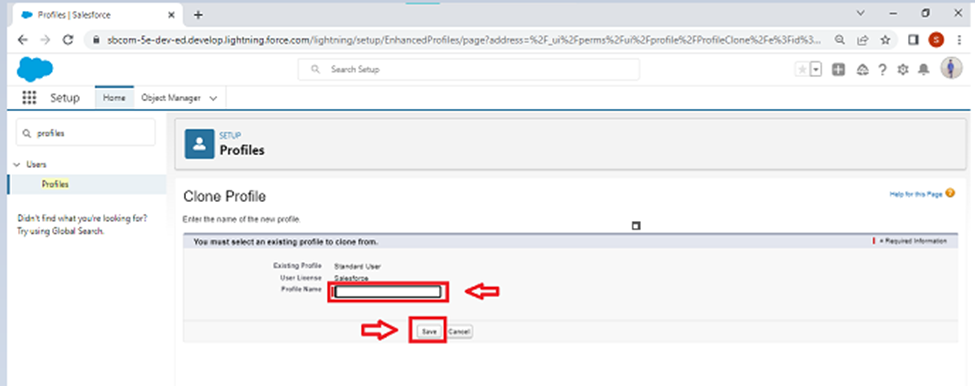 Profiles | Salesforce
sbcom-5e-dev-ed.develop.lightning.force.com/lightning/setup/EnhancedProfiles/page?address=%2F_ui%2Fperms%2Fui%2Fprofile%2FProfileClone%2Fe%3Fid%3...
S
Search Setup
Setup
Home
Object Manager
profiles
Users
Profiles
Didn't find what you're looking for?
Try using Global Search.
SETUP
Profiles
Clone Profile
Help for this Page
Enter the name of the new profile.
You must select an existing profile to clone from.
= Required Information
Existing Profile Standard User
User License Salesforce
Profile Name
Save Cancel